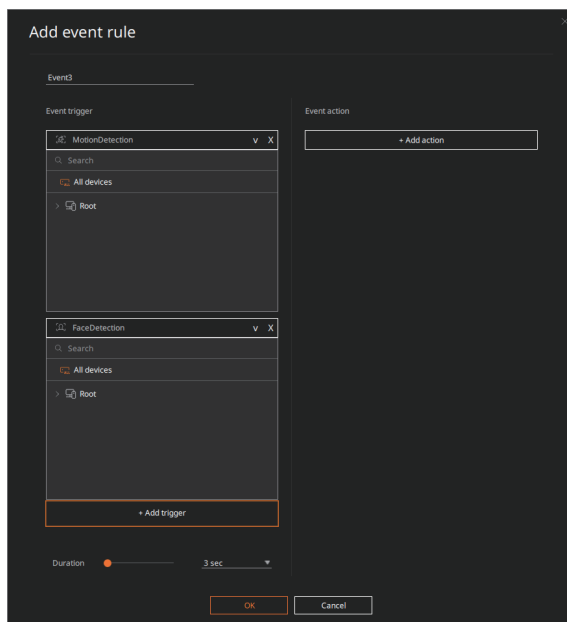 Add event rule
Event3
Event trigger
MotionDetection v X
Search
All devices
Root
FaceDetection v X
Search
All devices
Root
+ Add trigger
Duration 3 sec
Event action
+ Add action
OK Cancel